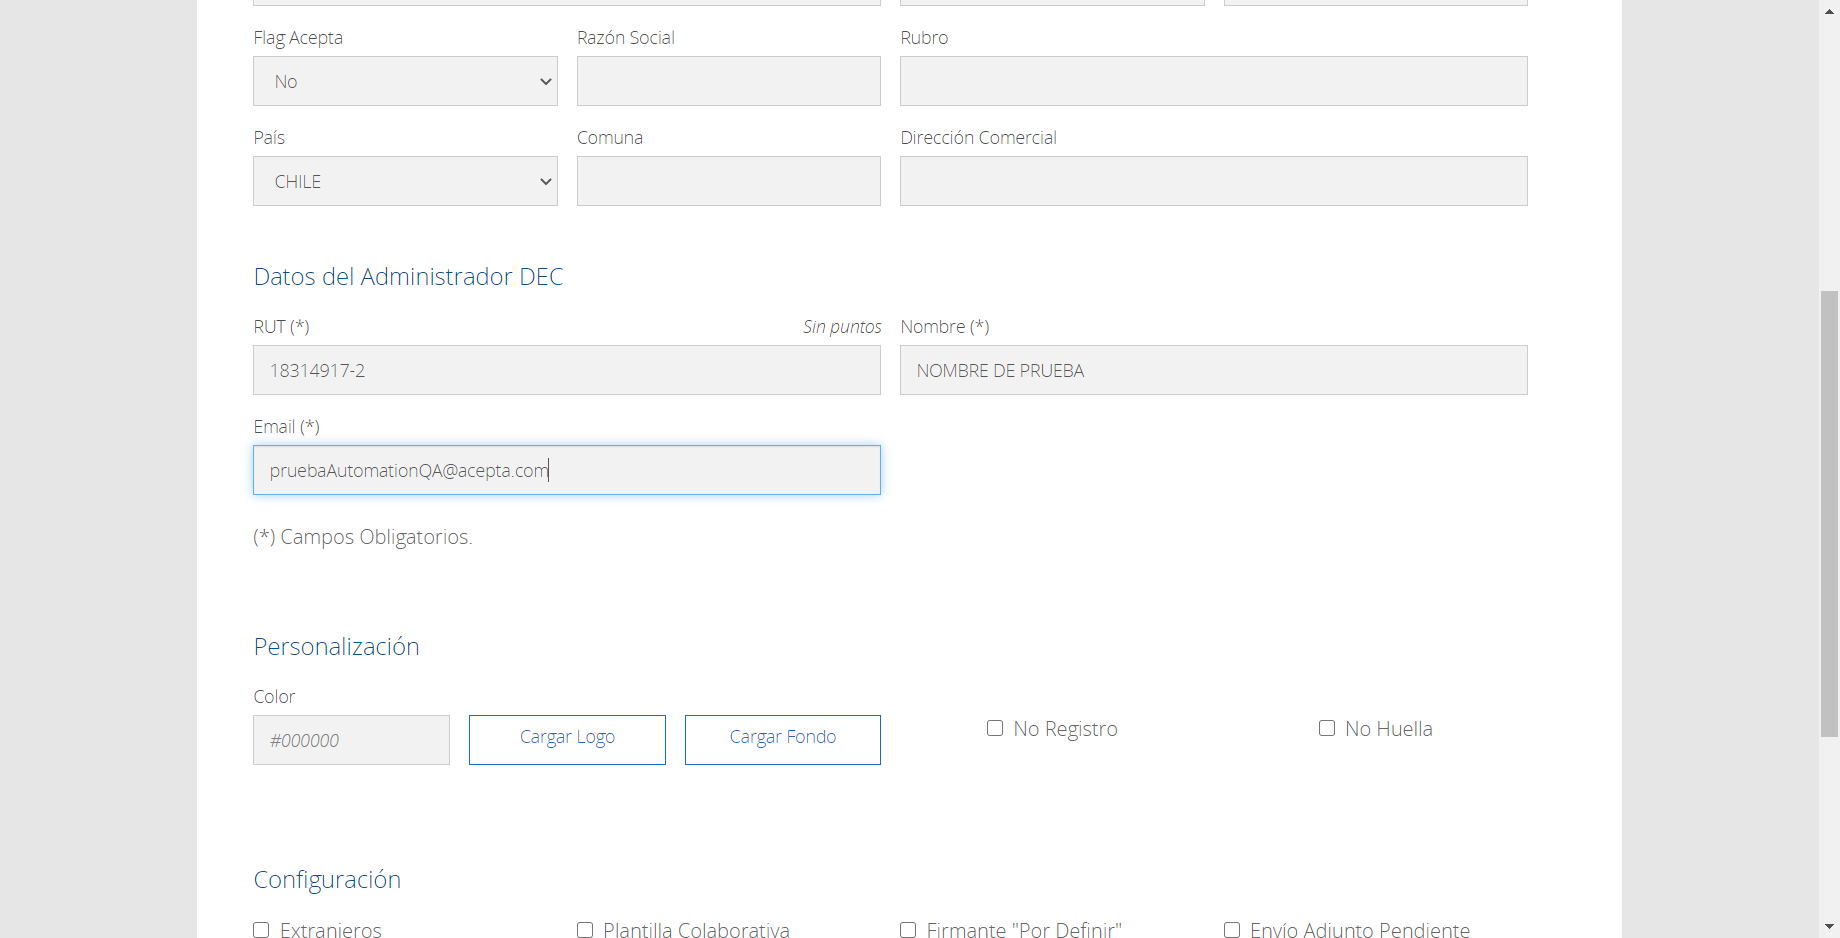 Flag Acepta Razón Social Rubro
No
País Comuna Dirección Comercial
CHILE
Datos del Administrador DEC
RUT (*) Sin puntos Nombre (*)
18314917-2 NOMBRE DE PRUEBA
Email (*)
pruebaAutomationQA@acepta.com
(*) Campos Obligatorios.
Personalización
Color
#000000 Cargar Logo Cargar Fondo No Registro No Huella
Configuración
Extranjeros Plantilla Colaborativa Firmante "Por Definir" Envío Adjunto Pendiente